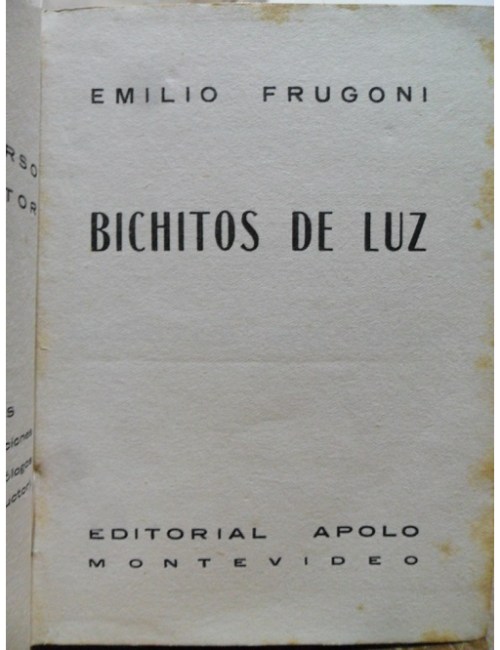 EMILIO FRUGONI
BICHITOS DE LUZ
EDITORIAL APOLO
MONTEVIDEO